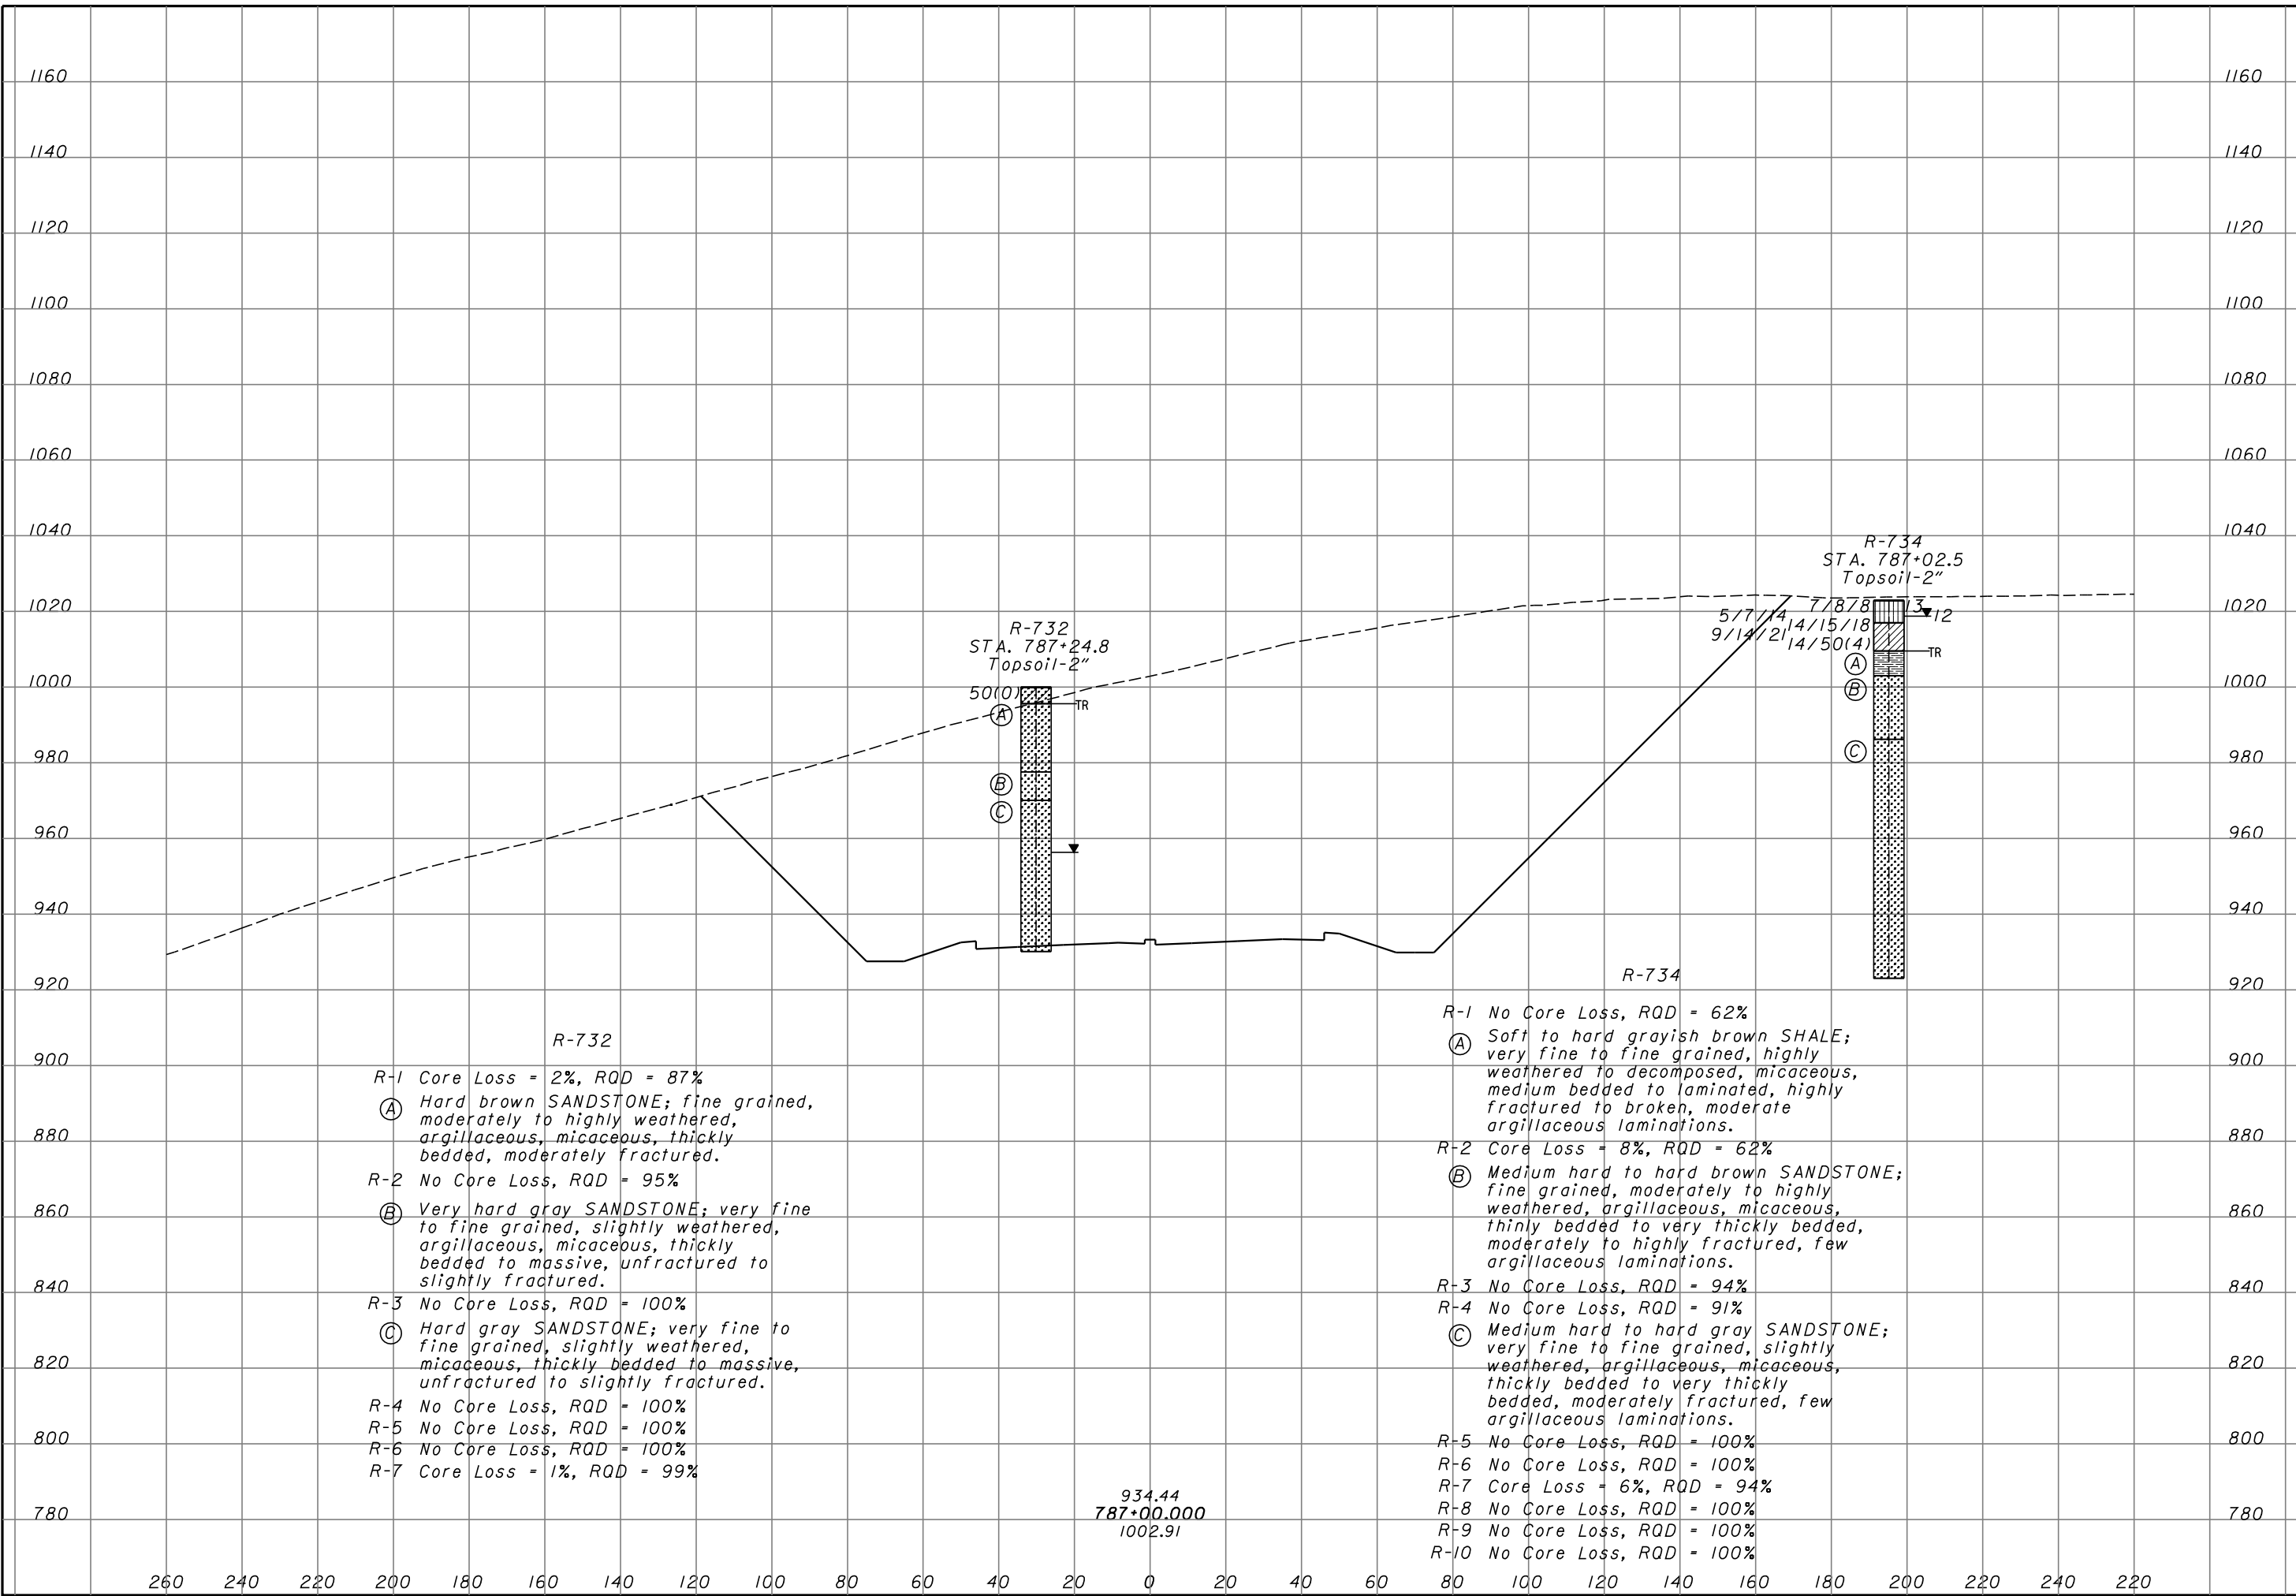 1160 1160
1140 1140
1120 1120
1100 1100
1080 1080
1060 1060
1040 1040
R-734
STA. 787+02.5
Topsoil-2"
1020 5/7/14 7/8/8 13 12 1020
9/14/21 14/15/18
14/50(4) TR
A
B
C
R-732
STA. 787+24.8
Topsoil-2"
1000 50(0) 1000
TR
A
B
C
980 980
960 960
940 940
920 920
900 900
880 880
860 860
840 840
820 820
800 800
780 780
R-732
R-1 Core Loss = 2%, RQD = 87%
A Hard brown SANDSTONE; fine grained,
moderately to highly weathered,
argillaceous, micaceous, thickly
bedded, moderately fractured.
R-2 No Core Loss, RQD = 95%
B Very hard gray SANDSTONE; very fine
to fine grained, slightly weathered,
argillaceous, micaceous, thickly
bedded to massive, unfractured to
slightly fractured.
R-3 No Core Loss, RQD = 100%
C Hard gray SANDSTONE; very fine to
fine grained, slightly weathered,
micaceous, thickly bedded to massive,
unfractured to slightly fractured.
R-4 No Core Loss, RQD = 100%
R-5 No Core Loss, RQD = 100%
R-6 No Core Loss, RQD = 100%
R-7 Core Loss = 1%, RQD = 99%
R-734
R-1 No Core Loss, RQD = 62%
A Soft to hard grayish brown SHALE;
very fine to fine grained, highly
weathered to decomposed, micaceous,
medium bedded to laminated, highly
fractured to broken, moderate
argillaceous laminations.
R-2 Core Loss = 8%, RQD = 62%
B Medium hard to hard brown SANDSTONE;
fine grained, moderately to highly
weathered, argillaceous, micaceous,
thinly bedded to very thickly bedded,
moderately to highly fractured, few
argillaceous laminations.
R-3 No Core Loss, RQD = 94%
R-4 No Core Loss, RQD = 91%
C Medium hard to hard gray SANDSTONE;
very fine to fine grained, slightly
weathered, argillaceous, micaceous,
thickly bedded to very thickly
bedded, moderately fractured, few
argillaceous laminations.
R-5 No Core Loss, RQD = 100%
R-6 No Core Loss, RQD = 100%
R-7 Core Loss = 6%, RQD = 94%
R-8 No Core Loss, RQD = 100%
R-9 No Core Loss, RQD = 100%
R-10 No Core Loss, RQD = 100%
934.44
787+00.000
1002.91
260 240 220 200 180 160 140 120 100 80 60 40 20 0 20 40 60 80 100 120 140 160 180 200 220 240 220